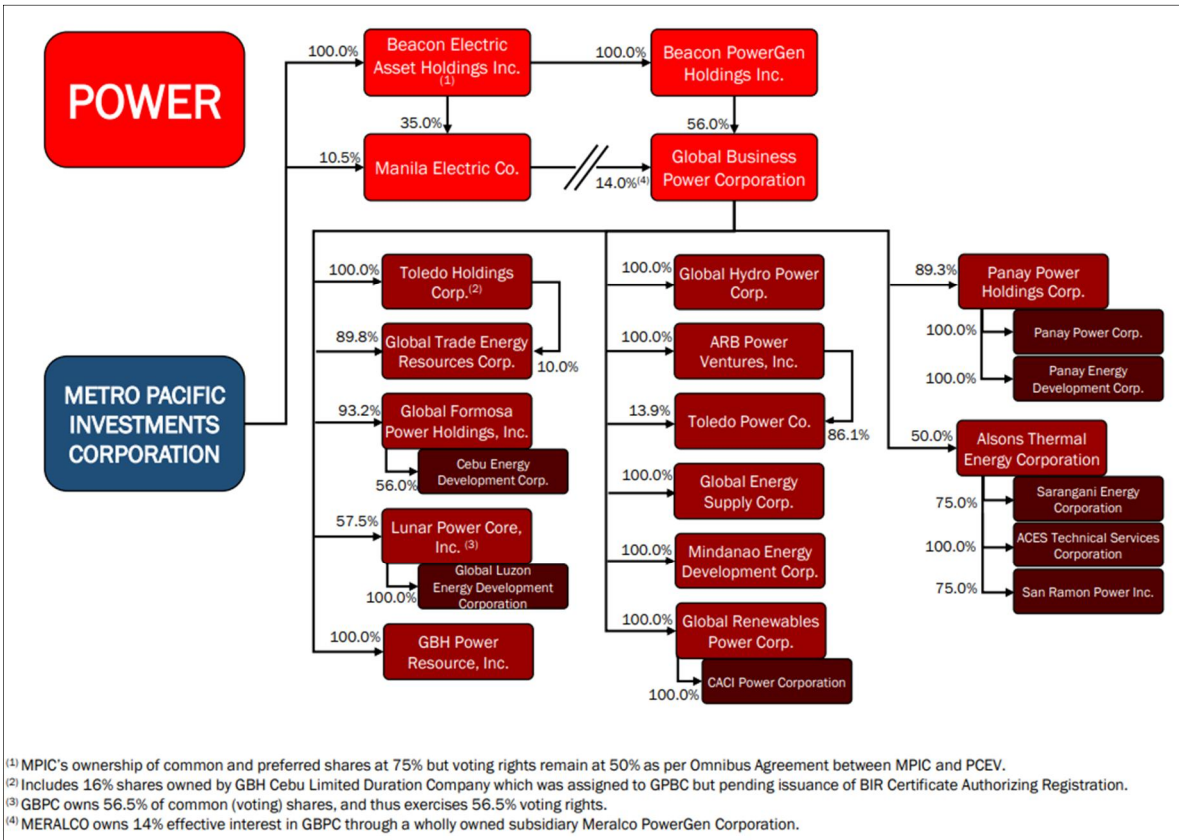 POWER
METRO PACIFIC
INVESTMENTS
CORPORATION
100.0%
Beacon Electric
Asset Holdings Inc.
(1)
100.0%
Beacon PowerGen
Holdings Inc.
35.0%
56.0%
10.5%
Manila Electric Co.
14.0%(4)
Global Business
Power Corporation
100.0%
Toledo Holdings
Corp.(2)
89.8%
Global Trade Energy
Resources Corp.
10.0%
93.2%
Global Formosa
Power Holdings, Inc.
56.0%
Cebu Energy
Development Corp.
57.5%
Lunar Power Core,
Inc. (3)
100.0%
Global Luzon
Energy Development
Corporation
100.0%
GBH Power
Resource, Inc.
100.0%
Global Hydro Power
Corp.
100.0%
ARB Power
Ventures, Inc.
13.9%
Toledo Power Co.
86.1%
100.0%
Global Energy
Supply Corp.
100.0%
Mindanao Energy
Development Corp.
100.0%
Global Renewables
Power Corp.
100.0%
CACI Power Corporation
89.3%
Panay Power
Holdings Corp.
100.0%
Panay Power Corp.
100.0%
Panay Energy
Development Corp.
50.0%
Alsons Thermal
Energy Corporation
75.0%
Sarangani Energy
Corporation
100.0%
ACES Technical Services
Corporation
75.0%
San Ramon Power Inc.
(1) MPIC's ownership of common and preferred shares at 75% but voting rights remain at 50% as per Omnibus Agreement between MPIC and PCEV.
(2) Includes 16% shares owned by GBH Cebu Limited Duration Company which was assigned to GPBC but pending issuance of BIR Certificate Authorizing Registration.
(3) GBPC owns 56.5% of common (voting) shares, and thus exercises 56.5% voting rights.
(4) MERALCO owns 14% effective interest in GBPC through a wholly owned subsidiary Meralco PowerGen Corporation.